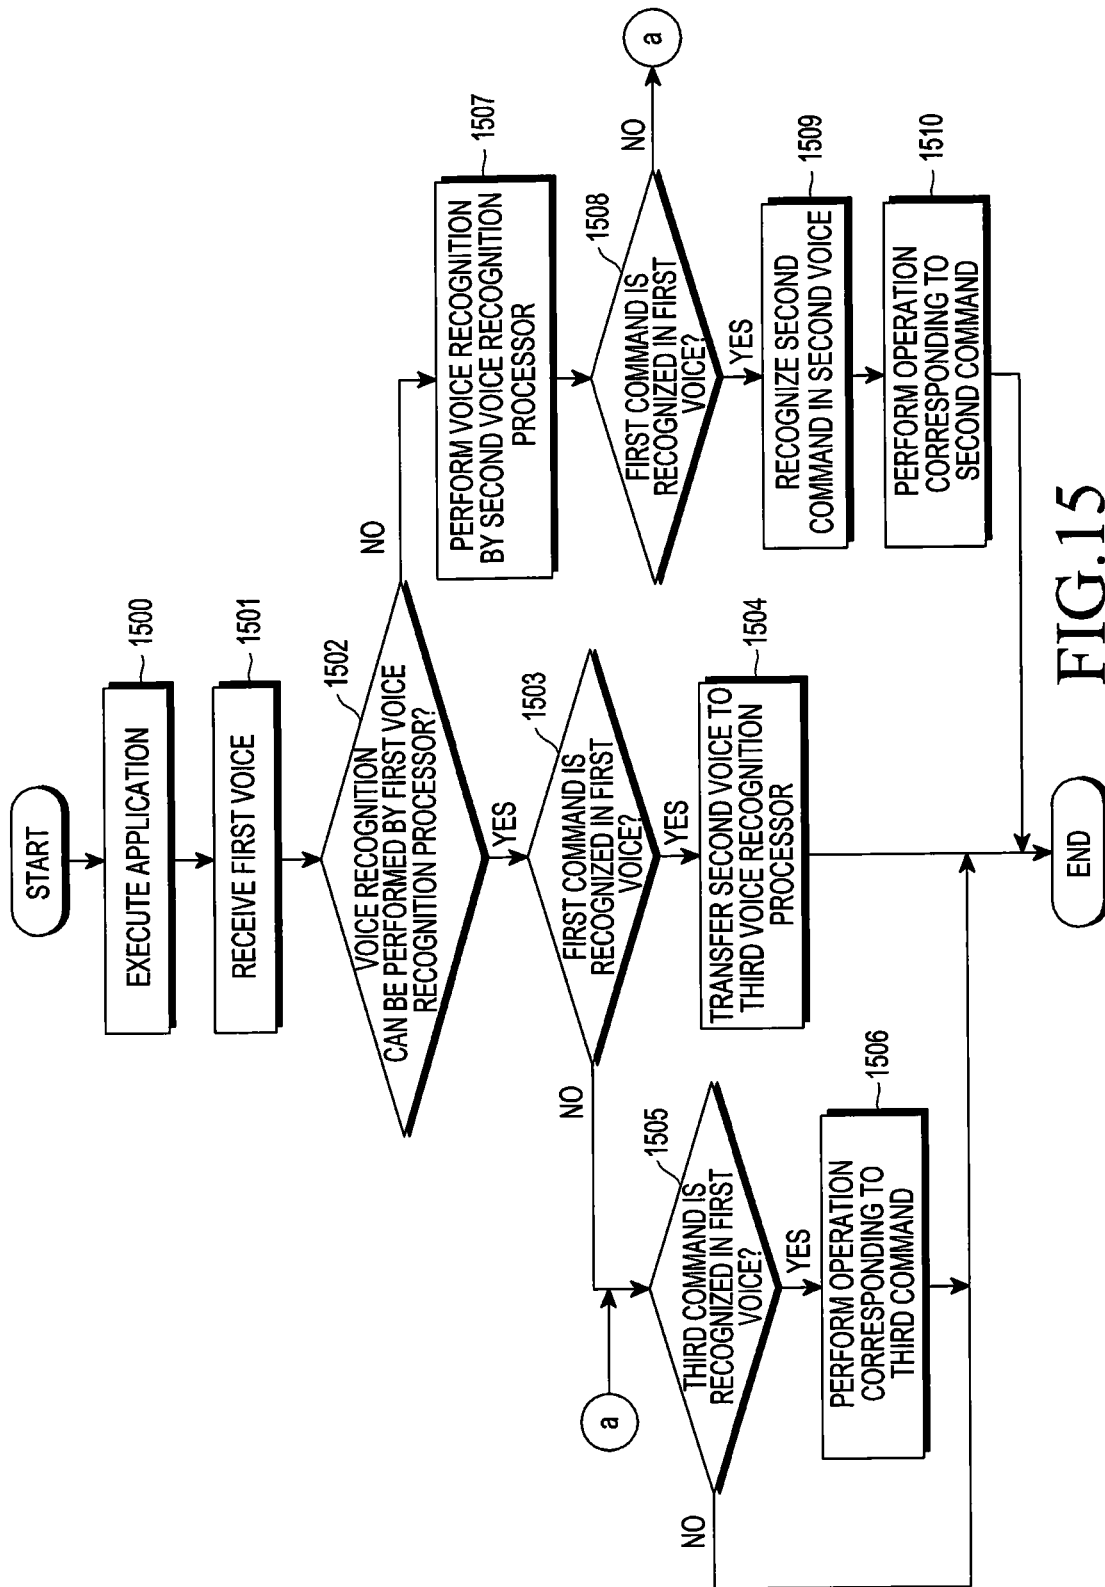 START
EXECUTE APPLICATION
1500
RECEIVE FIRST VOICE
1501
VOICE RECOGNITION
CAN BE PERFORMED BY FIRST VOICE
RECOGNITION PROCESSOR?
1502
NO
YES
FIRST COMMAND IS
RECOGNIZED IN FIRST
VOICE?
1503
NO
YES
TRANSFER SECOND VOICE TO
THIRD VOICE RECOGNITION
PROCESSOR
1504
a
THIRD COMMAND IS
RECOGNIZED IN FIRST
VOICE?
1505
NO
YES
PERFORM OPERATION
CORRESPONDING TO
THIRD COMMAND
1506
PERFORM VOICE RECOGNITION
BY SECOND VOICE RECOGNITION
PROCESSOR
1507
FIRST COMMAND IS
RECOGNIZED IN FIRST
VOICE?
1508
NO
a
YES
RECOGNIZE SECOND
COMMAND IN SECOND VOICE
1509
PERFORM OPERATION
CORRESPONDING TO
SECOND COMMAND
1510
END
FIG.15